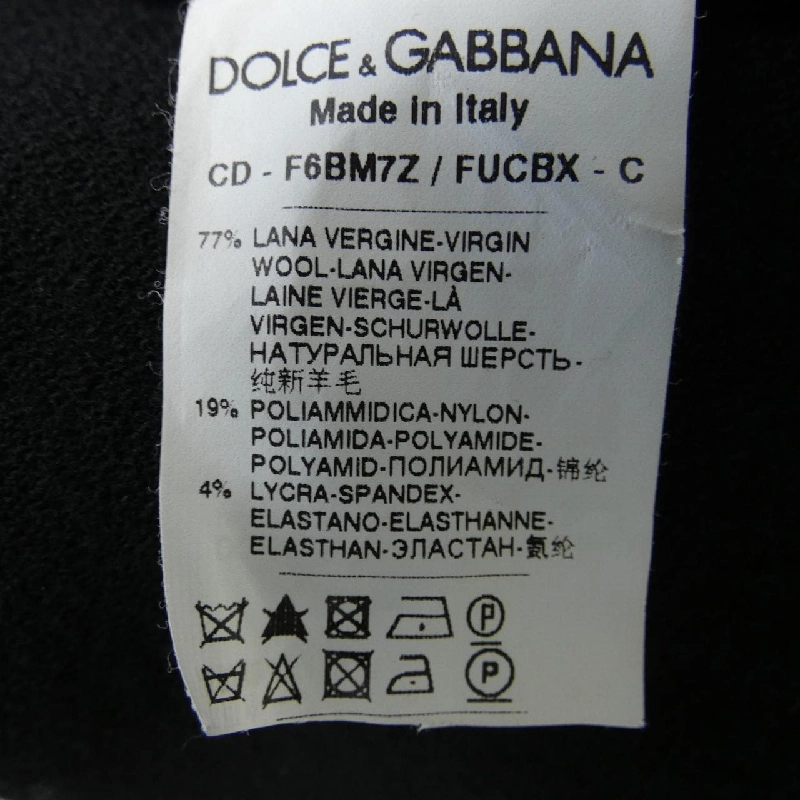 DOLCE & GABBANA
Made in Italy
CD - F6BM7Z / FUCBX - C
77% LANA VERGINE-VIRGIN
WOOL-LANA VIRGEN-
LAINE VIERGE-LÀ
VIRGEN-SCHURWOLLE-
НАТУРАЛЬНАЯ ШЕРСТЬ-
纯新羊毛
19% POLIAMMIDICA-NYLON-
POLIAMIDA-POLYAMIDE-
POLYAMID-ПОЛИАМИД-锦纶
4% LYCRA-SPANDEX-
ELASTANO-ELASTHANNE-
ELASTHAN-ЭЛАСТАН-氨纶
P
P